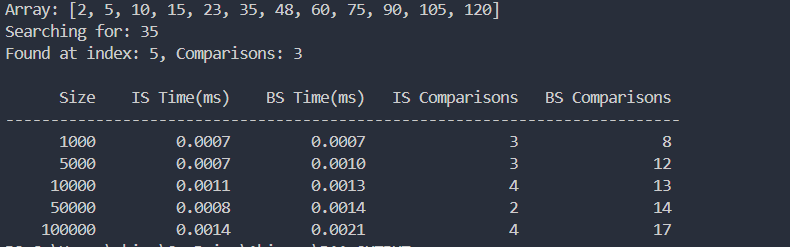 Array: [2, 5, 10, 15, 23, 35, 48, 60, 75, 90, 105, 120]
Searching for: 35
Found at index: 5, Comparisons: 3
Size IS Time(ms) BS Time(ms) IS Comparisons BS Comparisons
---------------------------------------------------------------------------
1000 0.0007 0.0007 3 8
5000 0.0007 0.0010 3 12
10000 0.0011 0.0013 4 13
50000 0.0008 0.0014 2 14
100000 0.0014 0.0021 4 17